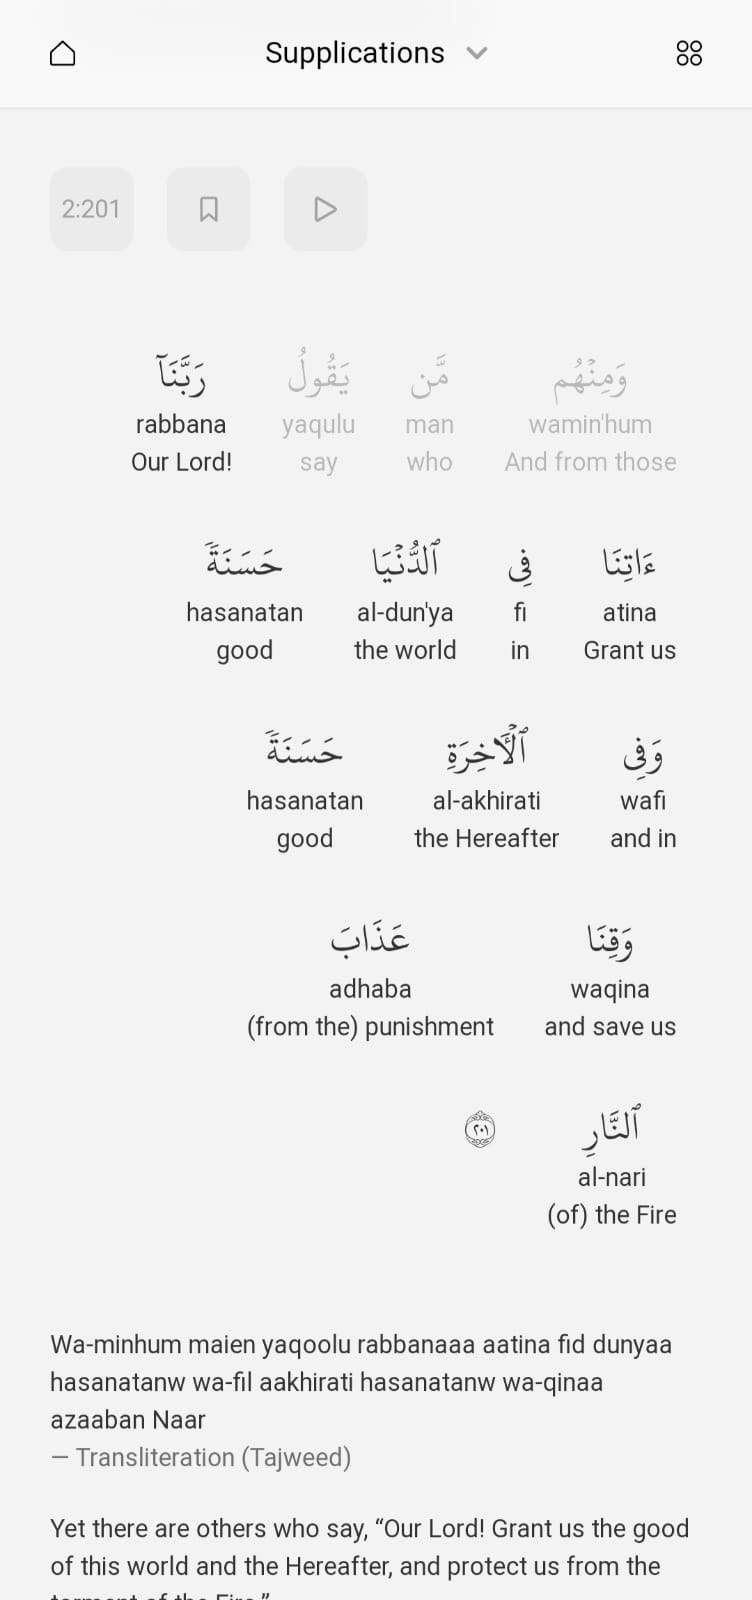 Supplications
2:201
وَمِنْهُم مَّن يَقُولُ رَبَّنَآ
wamin'hum man yaqulu rabbana
And from those who say Our Lord!
ءَاتِنَا فِى ٱلدُّنْيَا حَسَنَةً
atina fi al-dun'ya hasanatan
Grant us in the world good
وَفِى ٱلْـَٔاخِرَةِ حَسَنَةً
wafi al-akhirati hasanatan
and in the Hereafter good
وَقِنَا عَذَابَ
waqina adhaba
and save us (from the) punishment
ٱلنَّارِ ٢٠١
al-nari
(of) the Fire
Wa-minhum maien yaqoolu rabbanaaa aatina fid dunyaa
hasanatanw wa-fil aakhirati hasanatanw wa-qinaa
azaaban Naar
— Transliteration (Tajweed)
Yet there are others who say, “Our Lord! Grant us the good
of this world and the Hereafter, and protect us from the
torment of the Fire.”